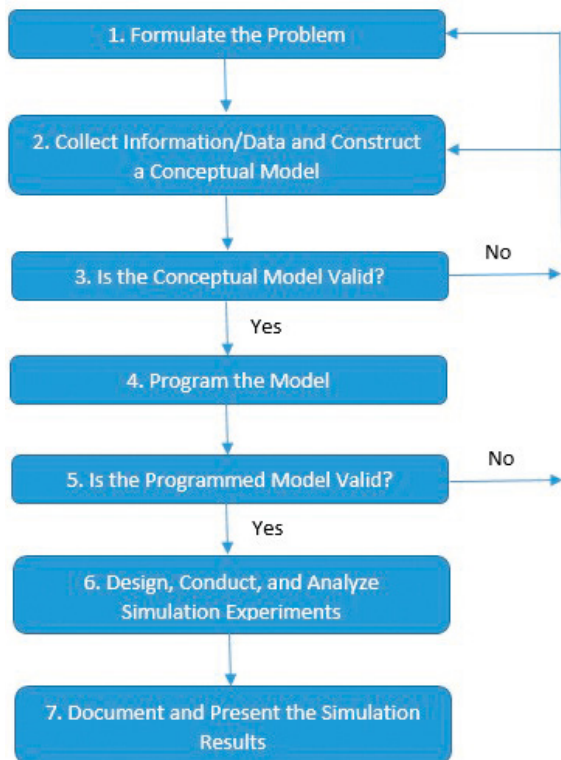 1. Formulate the Problem
2. Collect Information/Data and Construct
a Conceptual Model
No
3. Is the Conceptual Model Valid?
Yes
4. Program the Model
No
5. Is the Programmed Model Valid?
Yes
6. Design, Conduct, and Analyze
Simulation Experiments
7. Document and Present the Simulation
Results